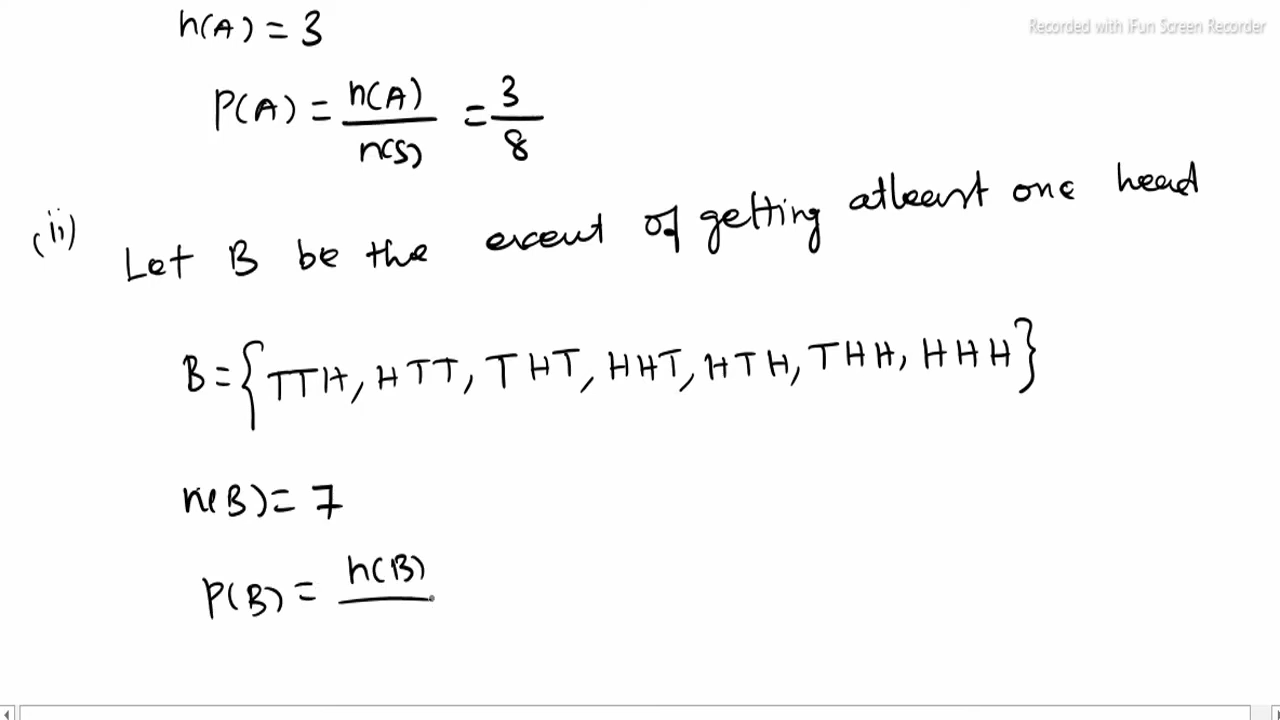 Recorded with iFun Screen Recorder
n(A) = 3
P(A) = n(A)/n(S) = 3/8
(ii) Let B be the event of getting atleast one head
B = {TTH, HTT, THT, HHT, HTH, THH, HHH}
n(B) = 7
P(B) = n(B)/